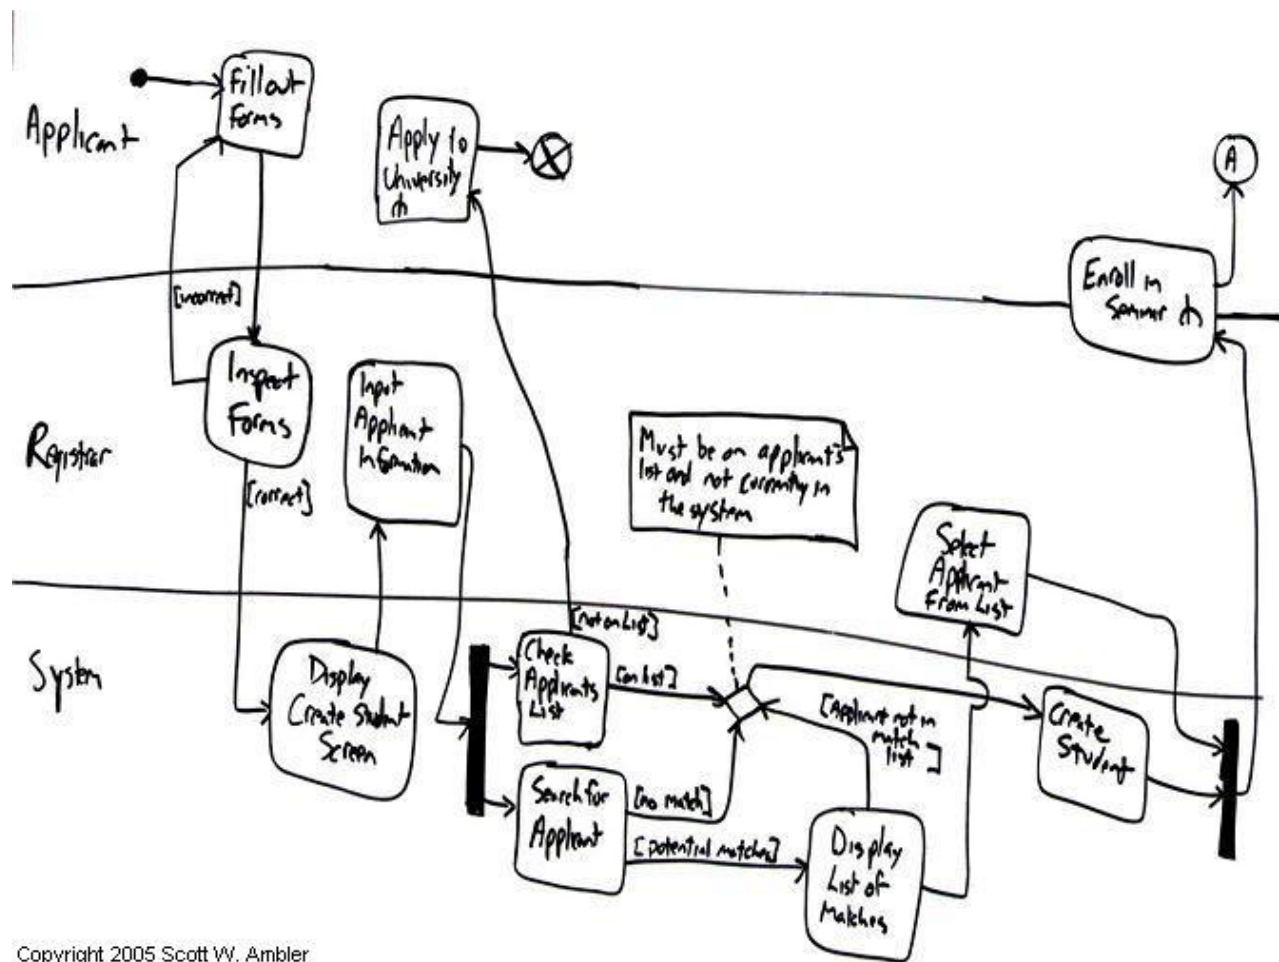 Applicant
Fill out
Forms
Apply to
University
A
[incorrect]
Enroll in
Seminar
Registrar
Inspect
Forms
Input
Applicant
Information
[correct]
Must be on applicant's
list and not currently in
the system
Select
Applicant
From List
System
Display
Create Student
Screen
[not on list]
Check
Applicants
List
[on list]
[Applicant not in
match
list]
Create
Student
Search for
Applicant
[no match]
[potential matches]
Display
List of
Matches
Copyright 2005 Scott W. Ambler